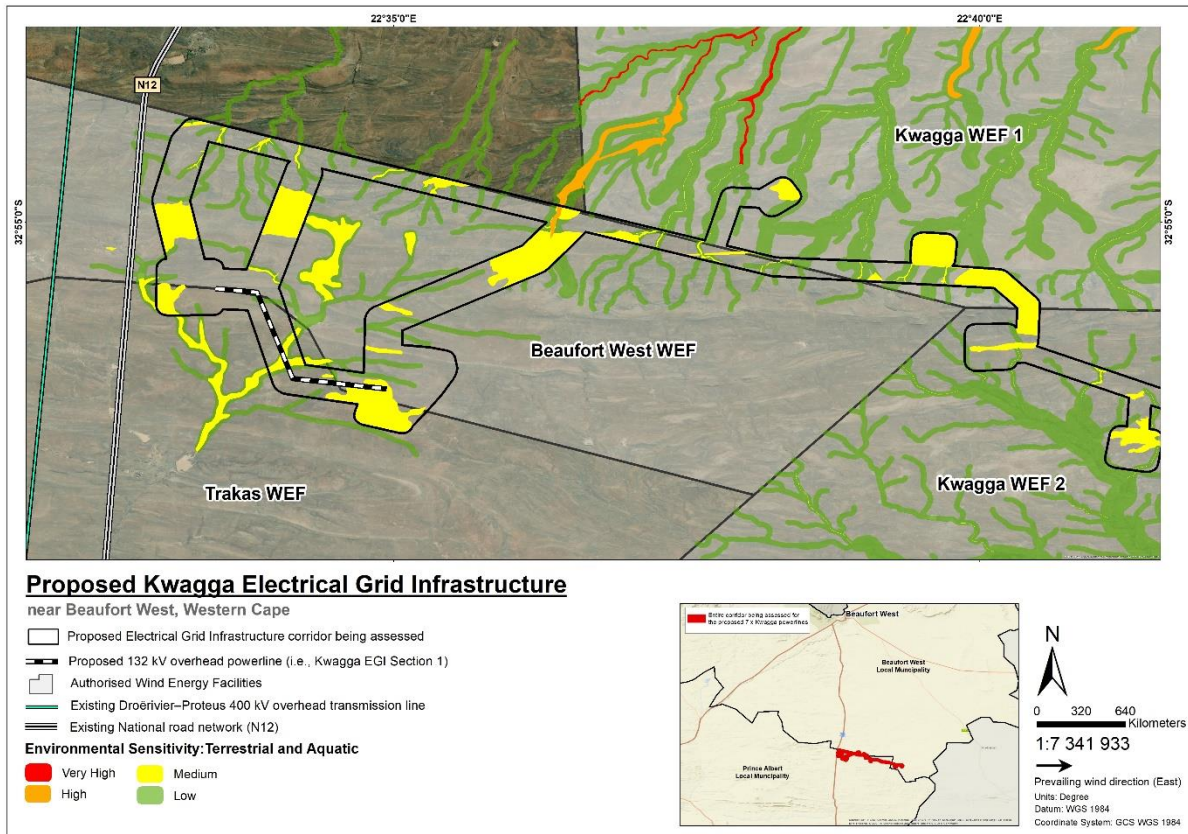 22°35'0"E
22°40'0"E
N12
Kwagga WEF 1
32°55'0"S
32°55'0"S
Beaufort West WEF
Trakas WEF
Kwagga WEF 2
Proposed Kwagga Electrical Grid Infrastructure
near Beaufort West, Western Cape
Proposed Electrical Grid Infrastructure corridor being assessed
Proposed 132 kV overhead powerline (i.e., Kwagga EGI Section 1)
Authorised Wind Energy Facilities
Existing Droërivier–Proteus 400 kV overhead transmission line
Existing National road network (N12)
Environmental Sensitivity:Terrestrial and Aquatic
Very High
Medium
High
Low
Entire corridor being assessed for
the proposed 7 x Kwagga powerlines
Beaufort West
Beaufort West
Local Municipality
Prince Albert
Local Muncipality
N
0 320 640
Kilometers
1:7 341 933
Prevailing wind direction (East)
Units: Degree
Datum: WGS 1984
Coordinate System: GCS WGS 1984